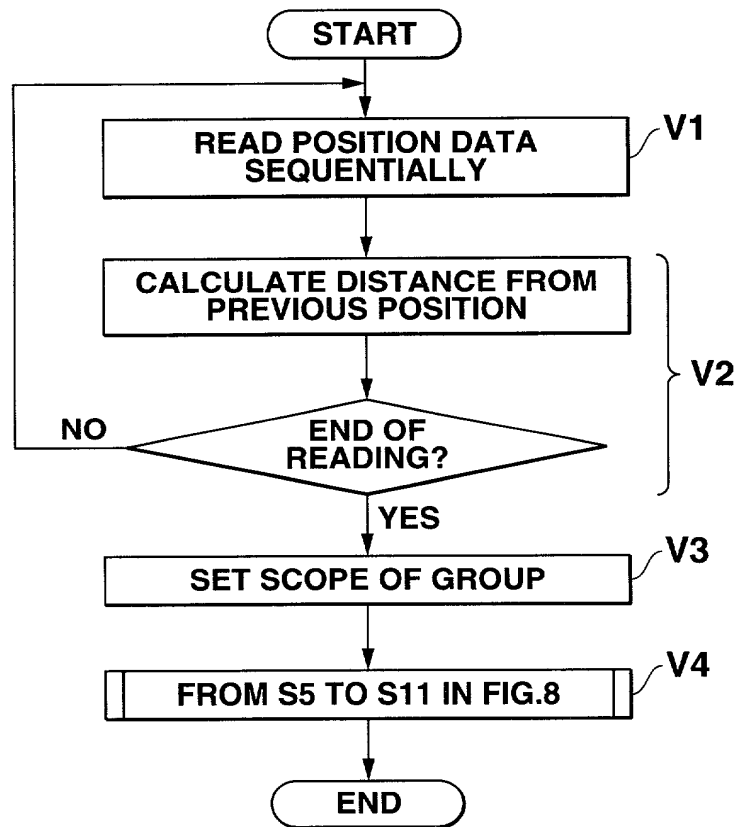 START
READ POSITION DATA
SEQUENTIALLY
V1
CALCULATE DISTANCE FROM
PREVIOUS POSITION
V2
NO
END OF
READING?
YES
SET SCOPE OF GROUP
V3
FROM S5 TO S11 IN FIG.8
V4
END